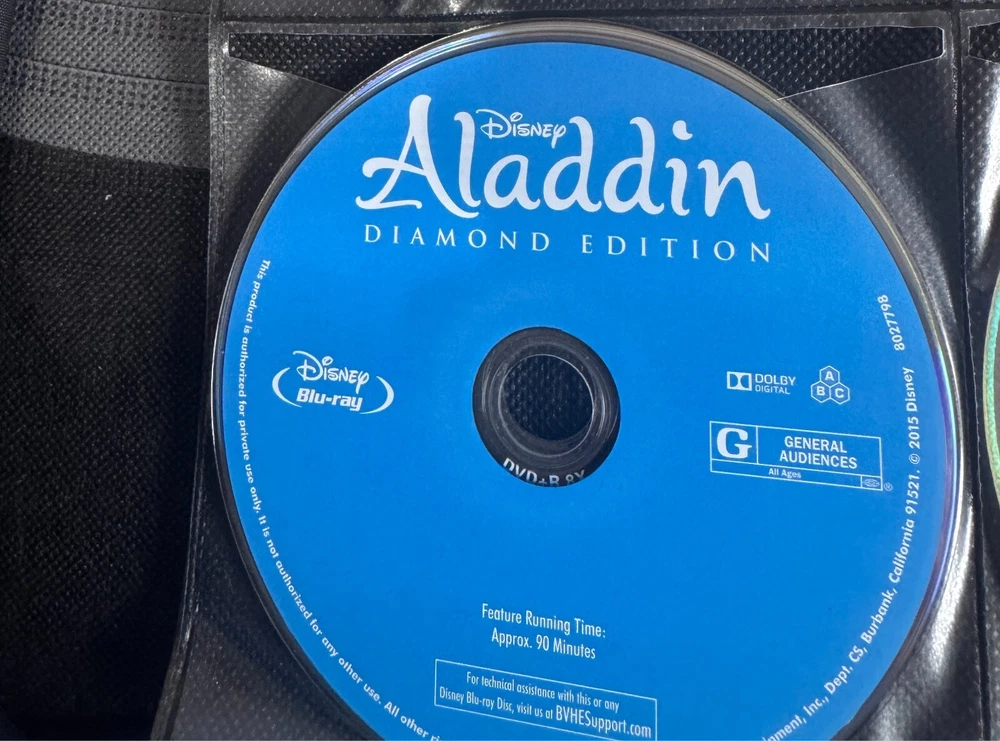 Disney
Aladdin
DIAMOND EDITION
This product is authorized for private use only. It is not authorized for any other use. All other
Disney
Blu-ray
DOLBY
DIGITAL
A
B C
G
GENERAL
AUDIENCES
All Ages
®
DVD+R 8X
Feature Running Time:
Approx. 90 Minutes
For technical assistance with this or any
Disney Blu-ray Disc, visit us at BVHESupport.com
Inc., Dept. CS, Burbank, California 91521. © 2015 Disney
8027798